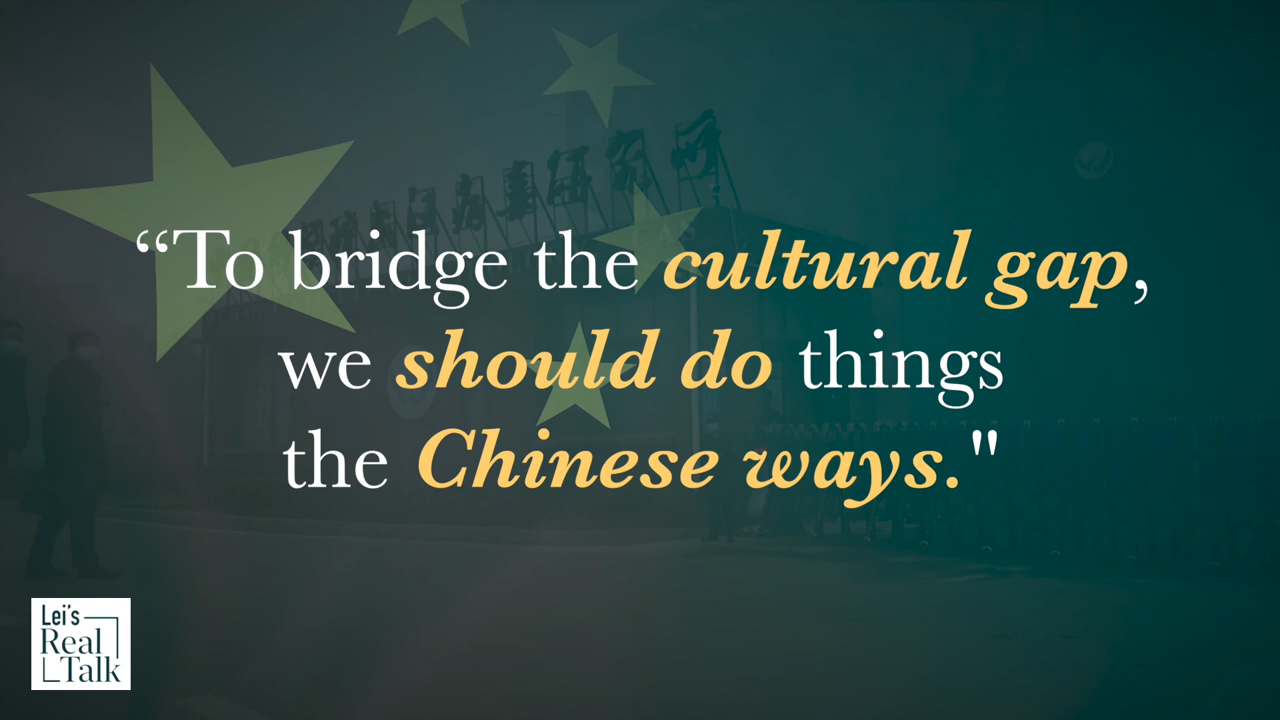 “To bridge the cultural gap,
we should do things
the Chinese ways."
Lei's
Real
Talk